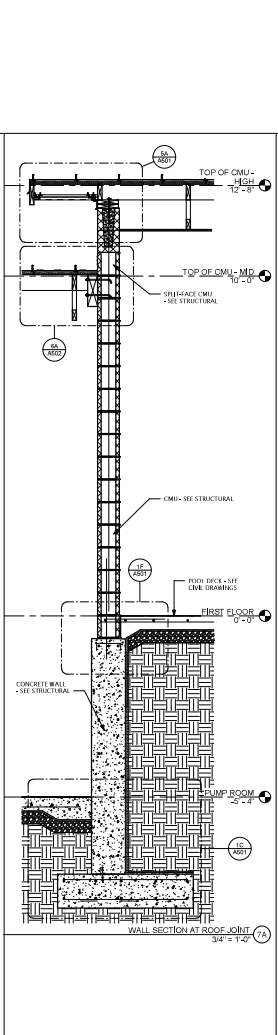 5A
A501
TOP OF CMU -
HIGH
12' - 8"
TOP OF CMU - MID
10' - 0"
SPLIT-FACE CMU
- SEE STRUCTURAL
6A
A502
CMU - SEE STRUCTURAL
1F
A501
POOL DECK - SEE
CIVIL DRAWINGS
FIRST FLOOR
0' - 0"
CONCRETE WALL
- SEE STRUCTURAL
PUMP ROOM
-5' - 4"
1C
A501
WALL SECTION AT ROOF JOINT
3/4" = 1'-0"
7A